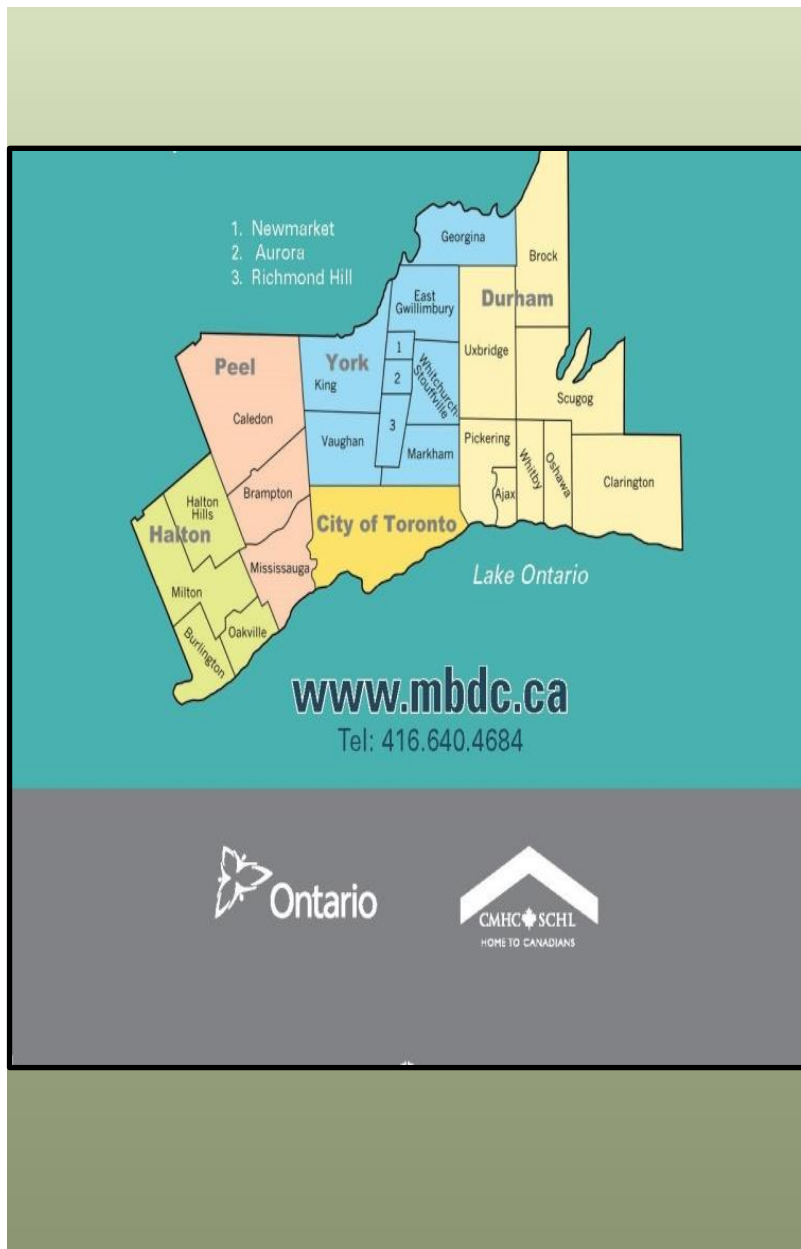 1. Newmarket
2. Aurora
3. Richmond Hill
Georgina
Brock
East
Gwillimbury
Durham
1
Uxbridge
Peel
York
King
2
Whitchurch-
Stouffville
Scugog
Caledon
3
Vaughan
Markham
Pickering
Whitby
Oshawa
Clarington
Ajax
Brampton
Halton
Hills
Halton
City of Toronto
Mississauga
Milton
Lake Ontario
Burlington
Oakville
www.mbdc.ca
Tel: 416.640.4684
Ontario
CMHC SCHL
HOME TO CANADIANS